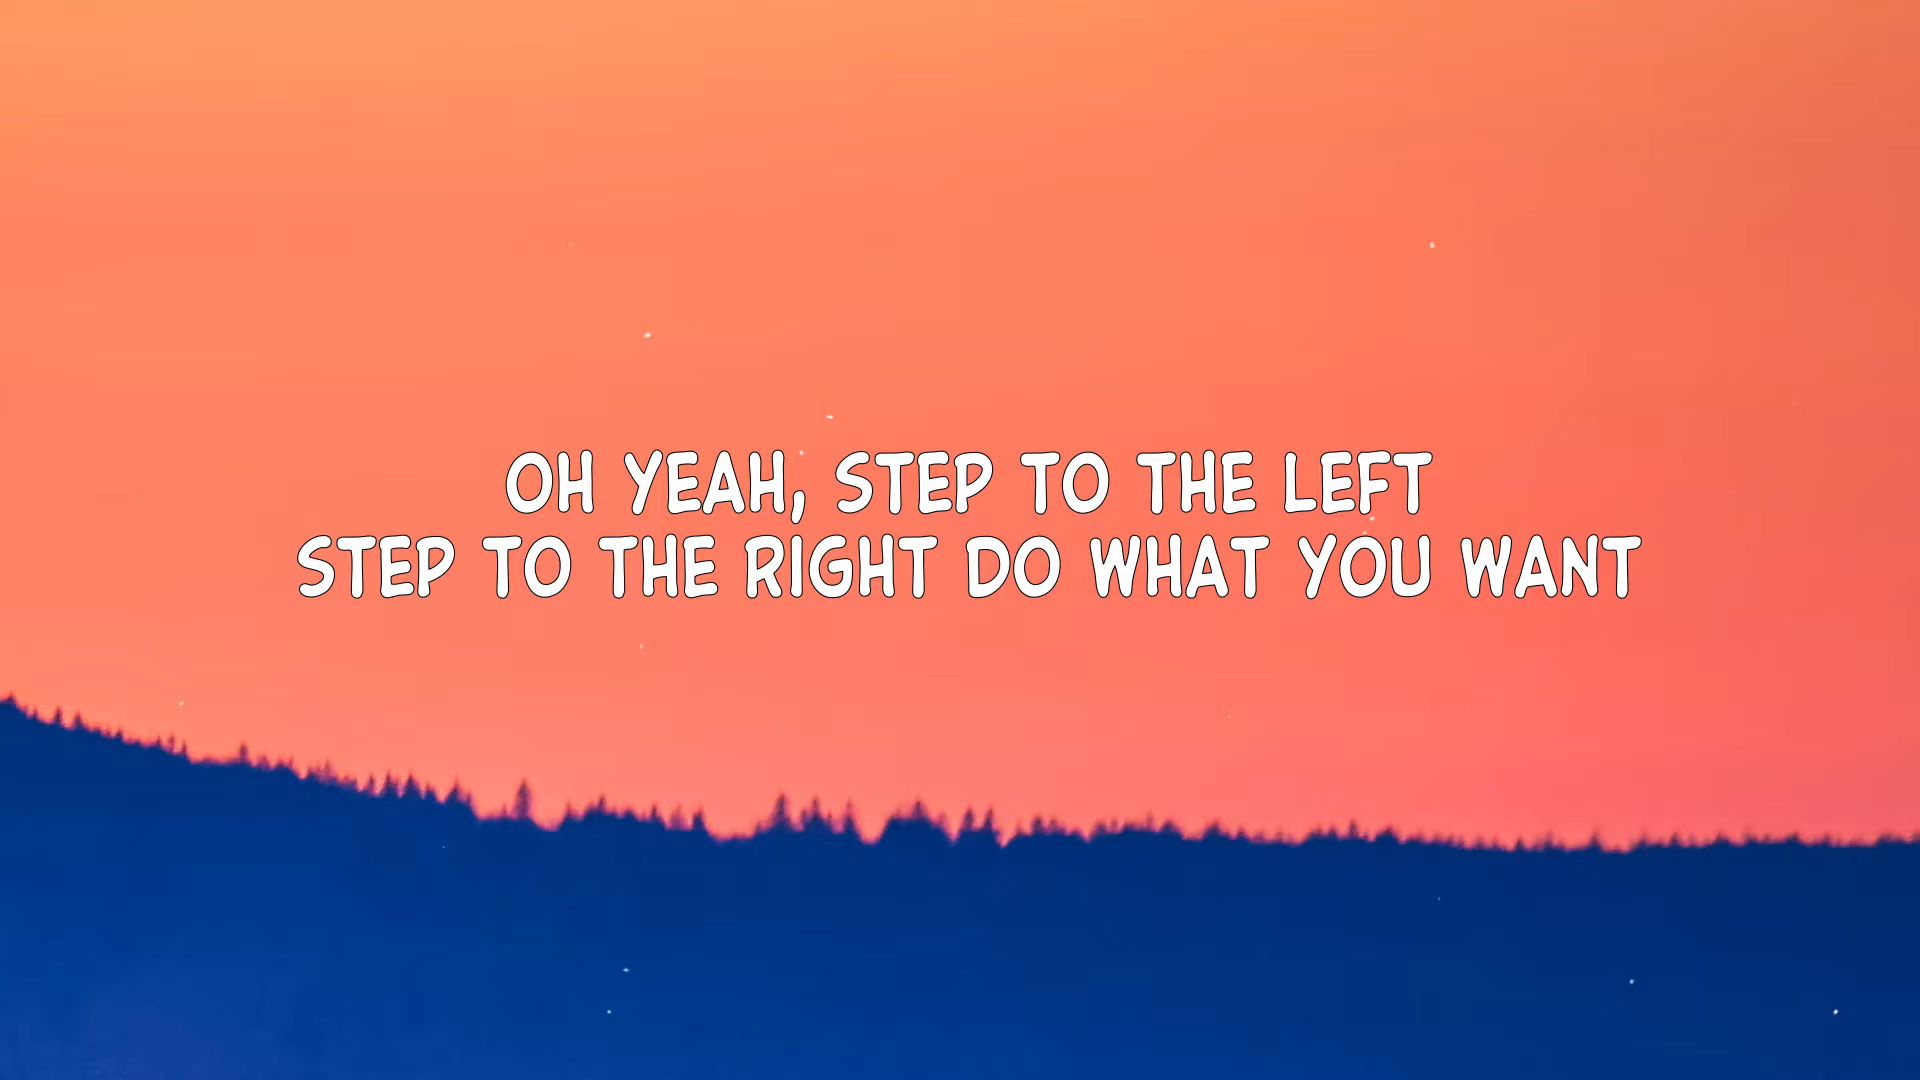 OH YEAH, STEP TO THE LEFT
STEP TO THE RIGHT DO WHAT YOU WANT